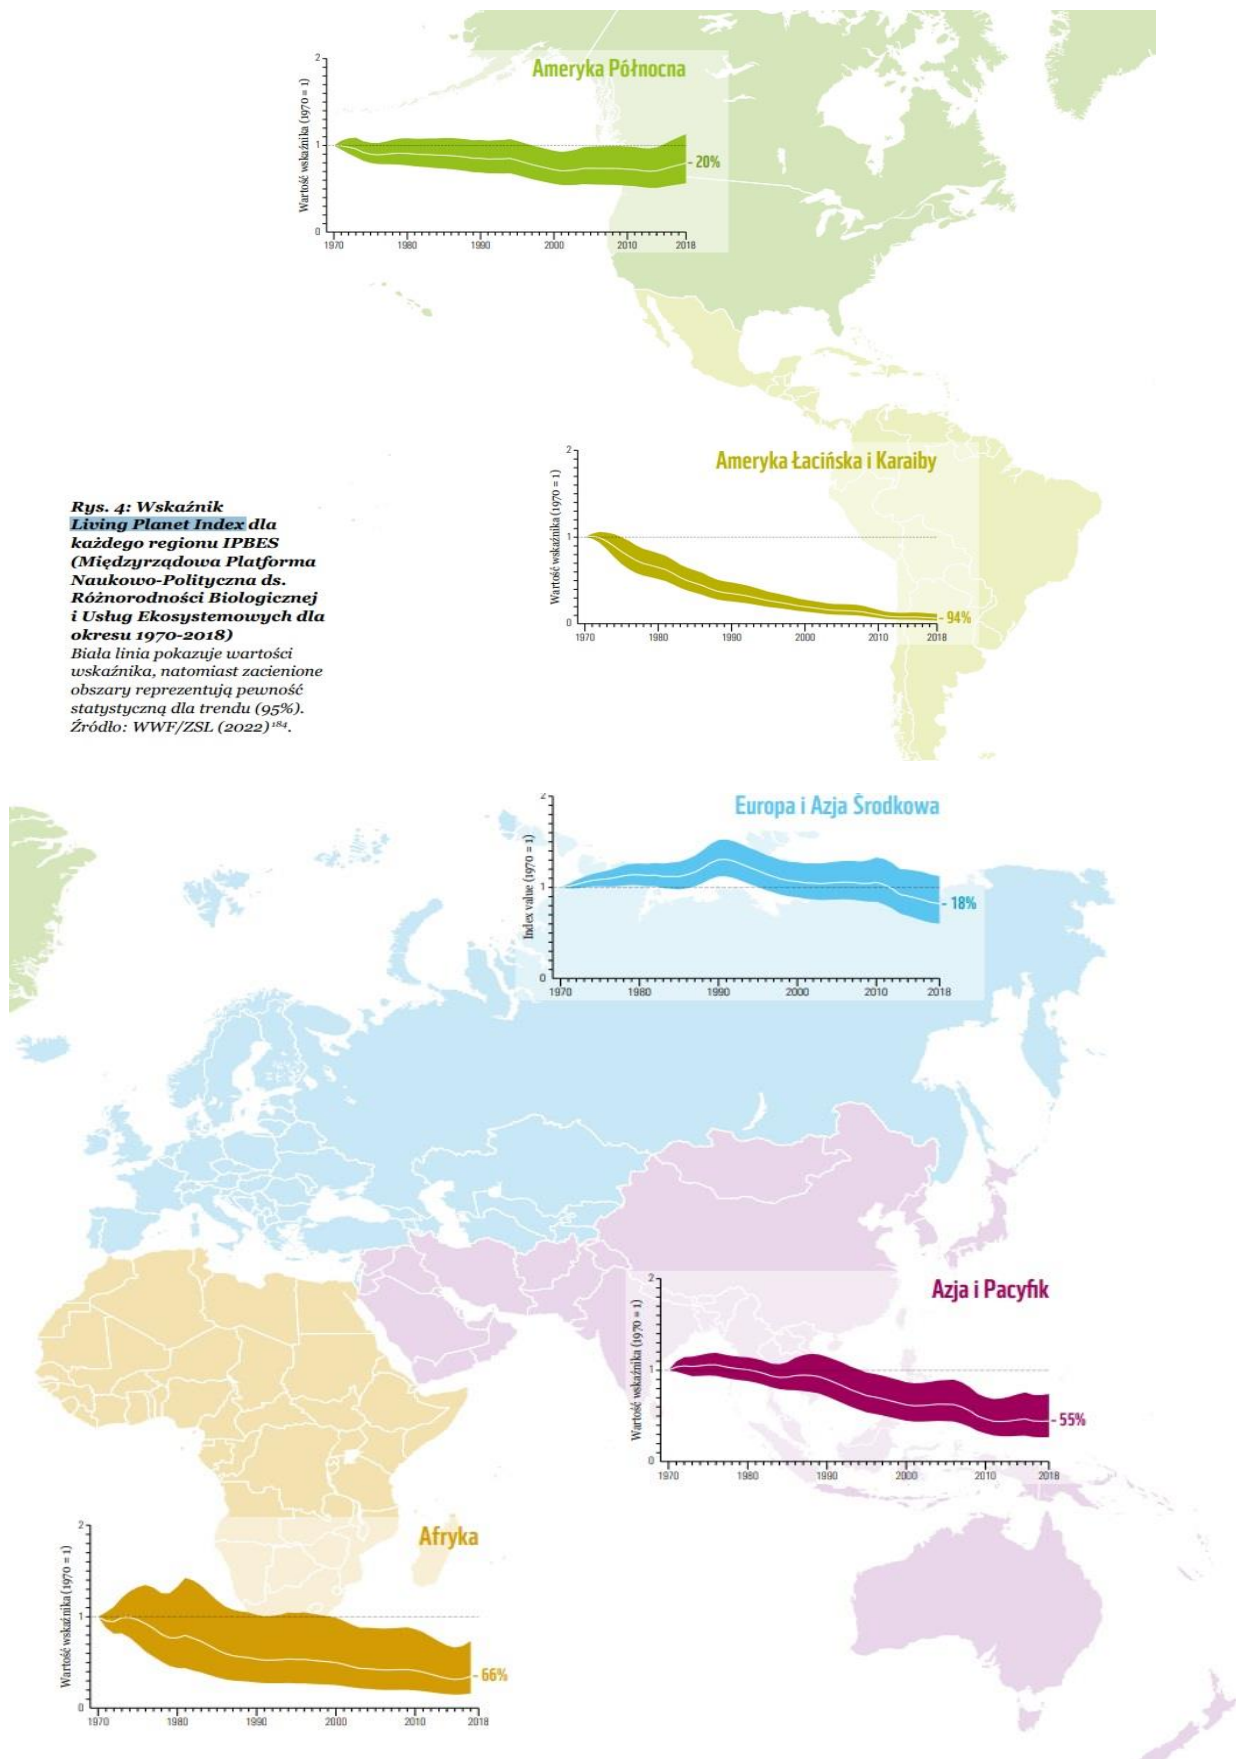 Ameryka Północna
Wartość wskaźnika (1970 = 1)
2
1
0
- 20%
1970 1980 1990 2000 2010 2018
Ameryka Łacińska i Karaiby
Wartość wskaźnika (1970 = 1)
2
1
0
- 94%
1970 1980 1990 2000 2010 2018
Rys. 4: Wskaźnik
Living Planet Index dla
każdego regionu IPBES
(Międzyrządowa Platforma
Naukowo-Polityczna ds.
Różnorodności Biologicznej
i Usług Ekosystemowych dla
okresu 1970-2018)
Biała linia pokazuje wartości
wskaźnika, natomiast zacienione
obszary reprezentują pewność
statystyczną dla trendu (95%).
Źródło: WWF/ZSL (2022)¹⁸⁴.
Europa i Azja Środkowa
Index value (1970 = 1)
2
1
0
- 18%
1970 1980 1990 2000 2010 2018
Azja i Pacyfik
Wartość wskaźnika (1970 = 1)
2
1
0
- 55%
1970 1980 1990 2000 2010 2018
Afryka
Wartość wskaźnika (1970 = 1)
2
1
0
- 66%
1970 1980 1990 2000 2010 2018